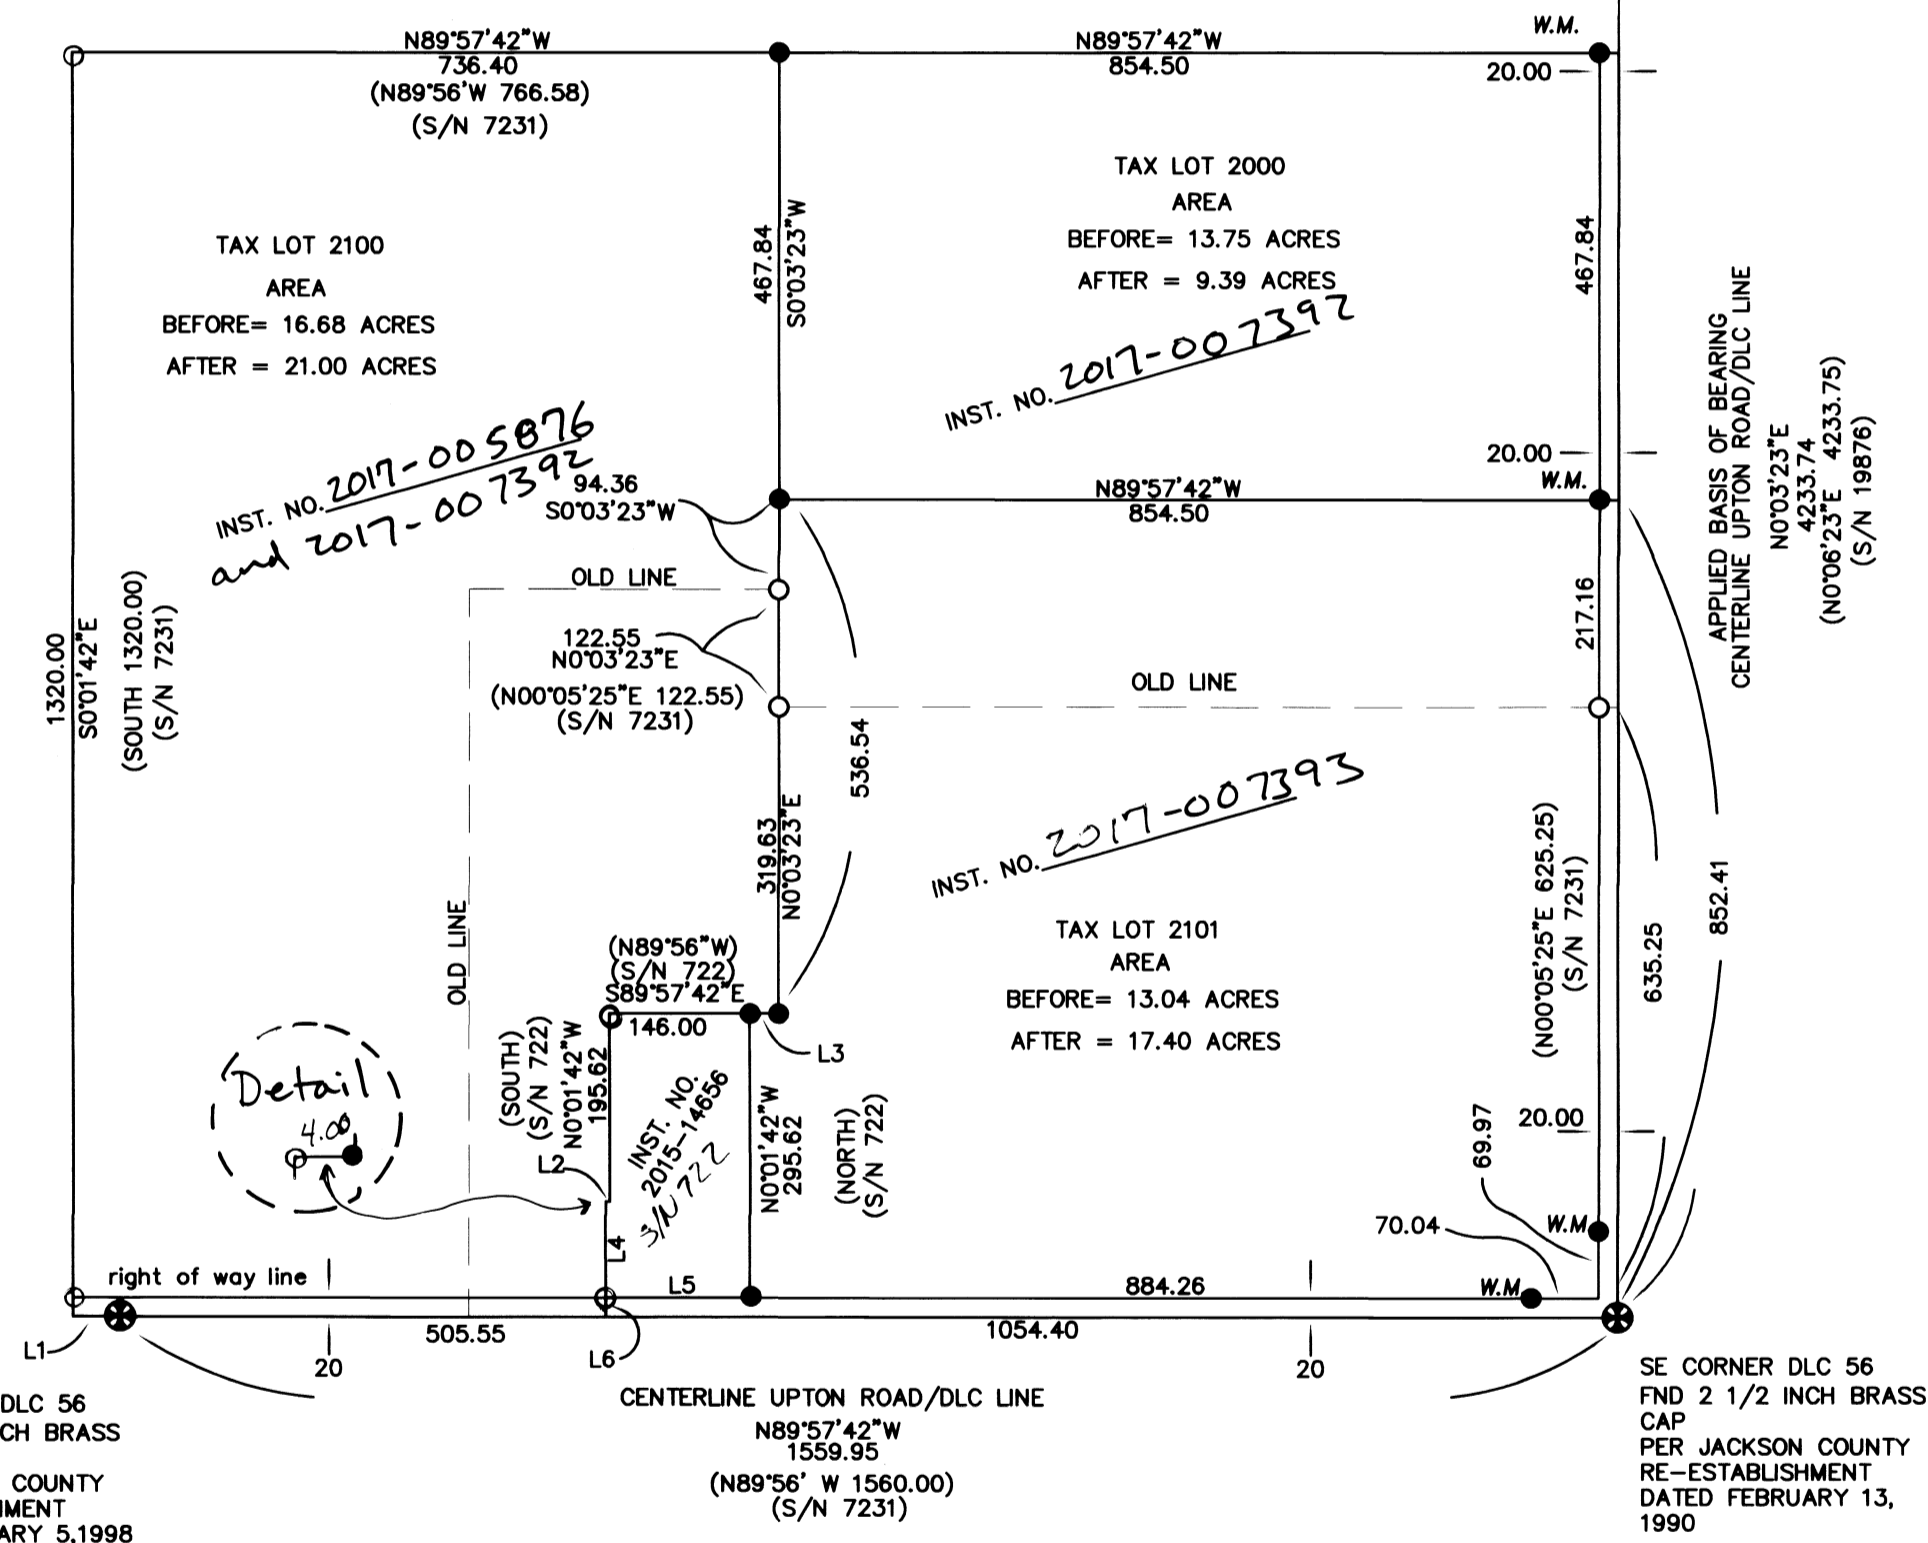 W.M.
N89°57'42"W
736.40
(N89°56'W 766.58)
(S/N 7231)
N89°57'42"W
854.50
20.00
TAX LOT 2000
AREA
BEFORE= 13.75 ACRES
AFTER = 9.39 ACRES
INST. NO. 2017-007392
467.84
S0°03'23"W
467.84
TAX LOT 2100
AREA
BEFORE= 16.68 ACRES
AFTER = 21.00 ACRES
INST. NO. 2017-005876
and 2017-007392
94.36
S0°03'23"W
20.00
W.M.
N89°57'42"W
854.50
APPLIED BASIS OF BEARING
CENTERLINE UPTON ROAD/DLC LINE
N0°03'23"E
4233.74
(N0°06'23"E 4233.75)
(S/N 19876)
1320.00
S0°01'42"E
(SOUTH 1320.00)
(S/N 7231)
OLD LINE
122.55
N0°03'23"E
(N00°05'25"E 122.55)
(S/N 7231)
217.16
OLD LINE
536.54
INST. NO. 2017-007393
319.63
N0°03'23"E
OLD LINE
TAX LOT 2101
AREA
BEFORE= 13.04 ACRES
AFTER = 17.40 ACRES
(N00°05'25"E 625.25)
(S/N 7231)
635.25
852.41
(N89°56"W)
(S/N 722)
S89°57'42"E
146.00
L3
(SOUTH)
(S/N 722)
N0°01'42"W
195.62
INST. NO.
2015-14656
S/N 722
N0°01'42"W
295.62
(NORTH)
(S/N 722)
Detail
4.00
L2
L4
69.97
20.00
70.04
W.M
right of way line
L5
884.26
W.M.
L1
20
505.55
L6
1054.40
20
CENTERLINE UPTON ROAD/DLC LINE
N89°57'42"W
1559.95
(N89°56' W 1560.00)
(S/N 7231)
DLC 56
CH BRASS
COUNTY
MENT
ARY 5,1998
SE CORNER DLC 56
FND 2 1/2 INCH BRASS
CAP
PER JACKSON COUNTY
RE-ESTABLISHMENT
DATED FEBRUARY 13,
1990